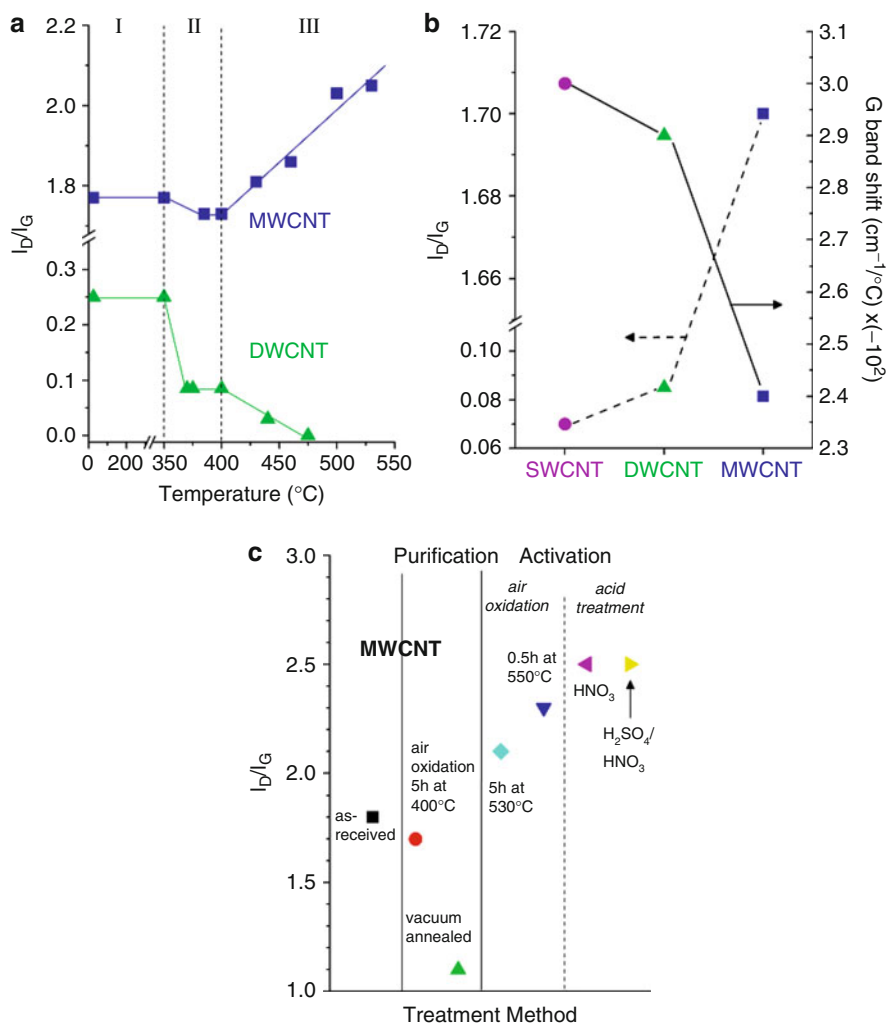 a
I
II
III
2.2
2.0
1.8
0.3
0.2
0.1
0.0
I_D/I_G
MWCNT
DWCNT
0
200
350
400
450
500
550
Temperature (°C)
b
1.72
1.70
1.68
1.66
0.10
0.08
0.06
I_D/I_G
3.1
3.0
2.9
2.8
2.7
2.6
2.5
2.4
2.3
G band shift (cm⁻¹/°C) x(−10²)
SWCNT
DWCNT
MWCNT
c
3.0
2.5
2.0
1.5
1.0
I_D/I_G
Purification
Activation
air
oxidation
acid
treatment
MWCNT
as-
received
air
oxidation
5h at
400°C
vacuum
annealed
5h at
530°C
0.5h at
550°C
HNO₃
H₂SO₄/
HNO₃
Treatment Method